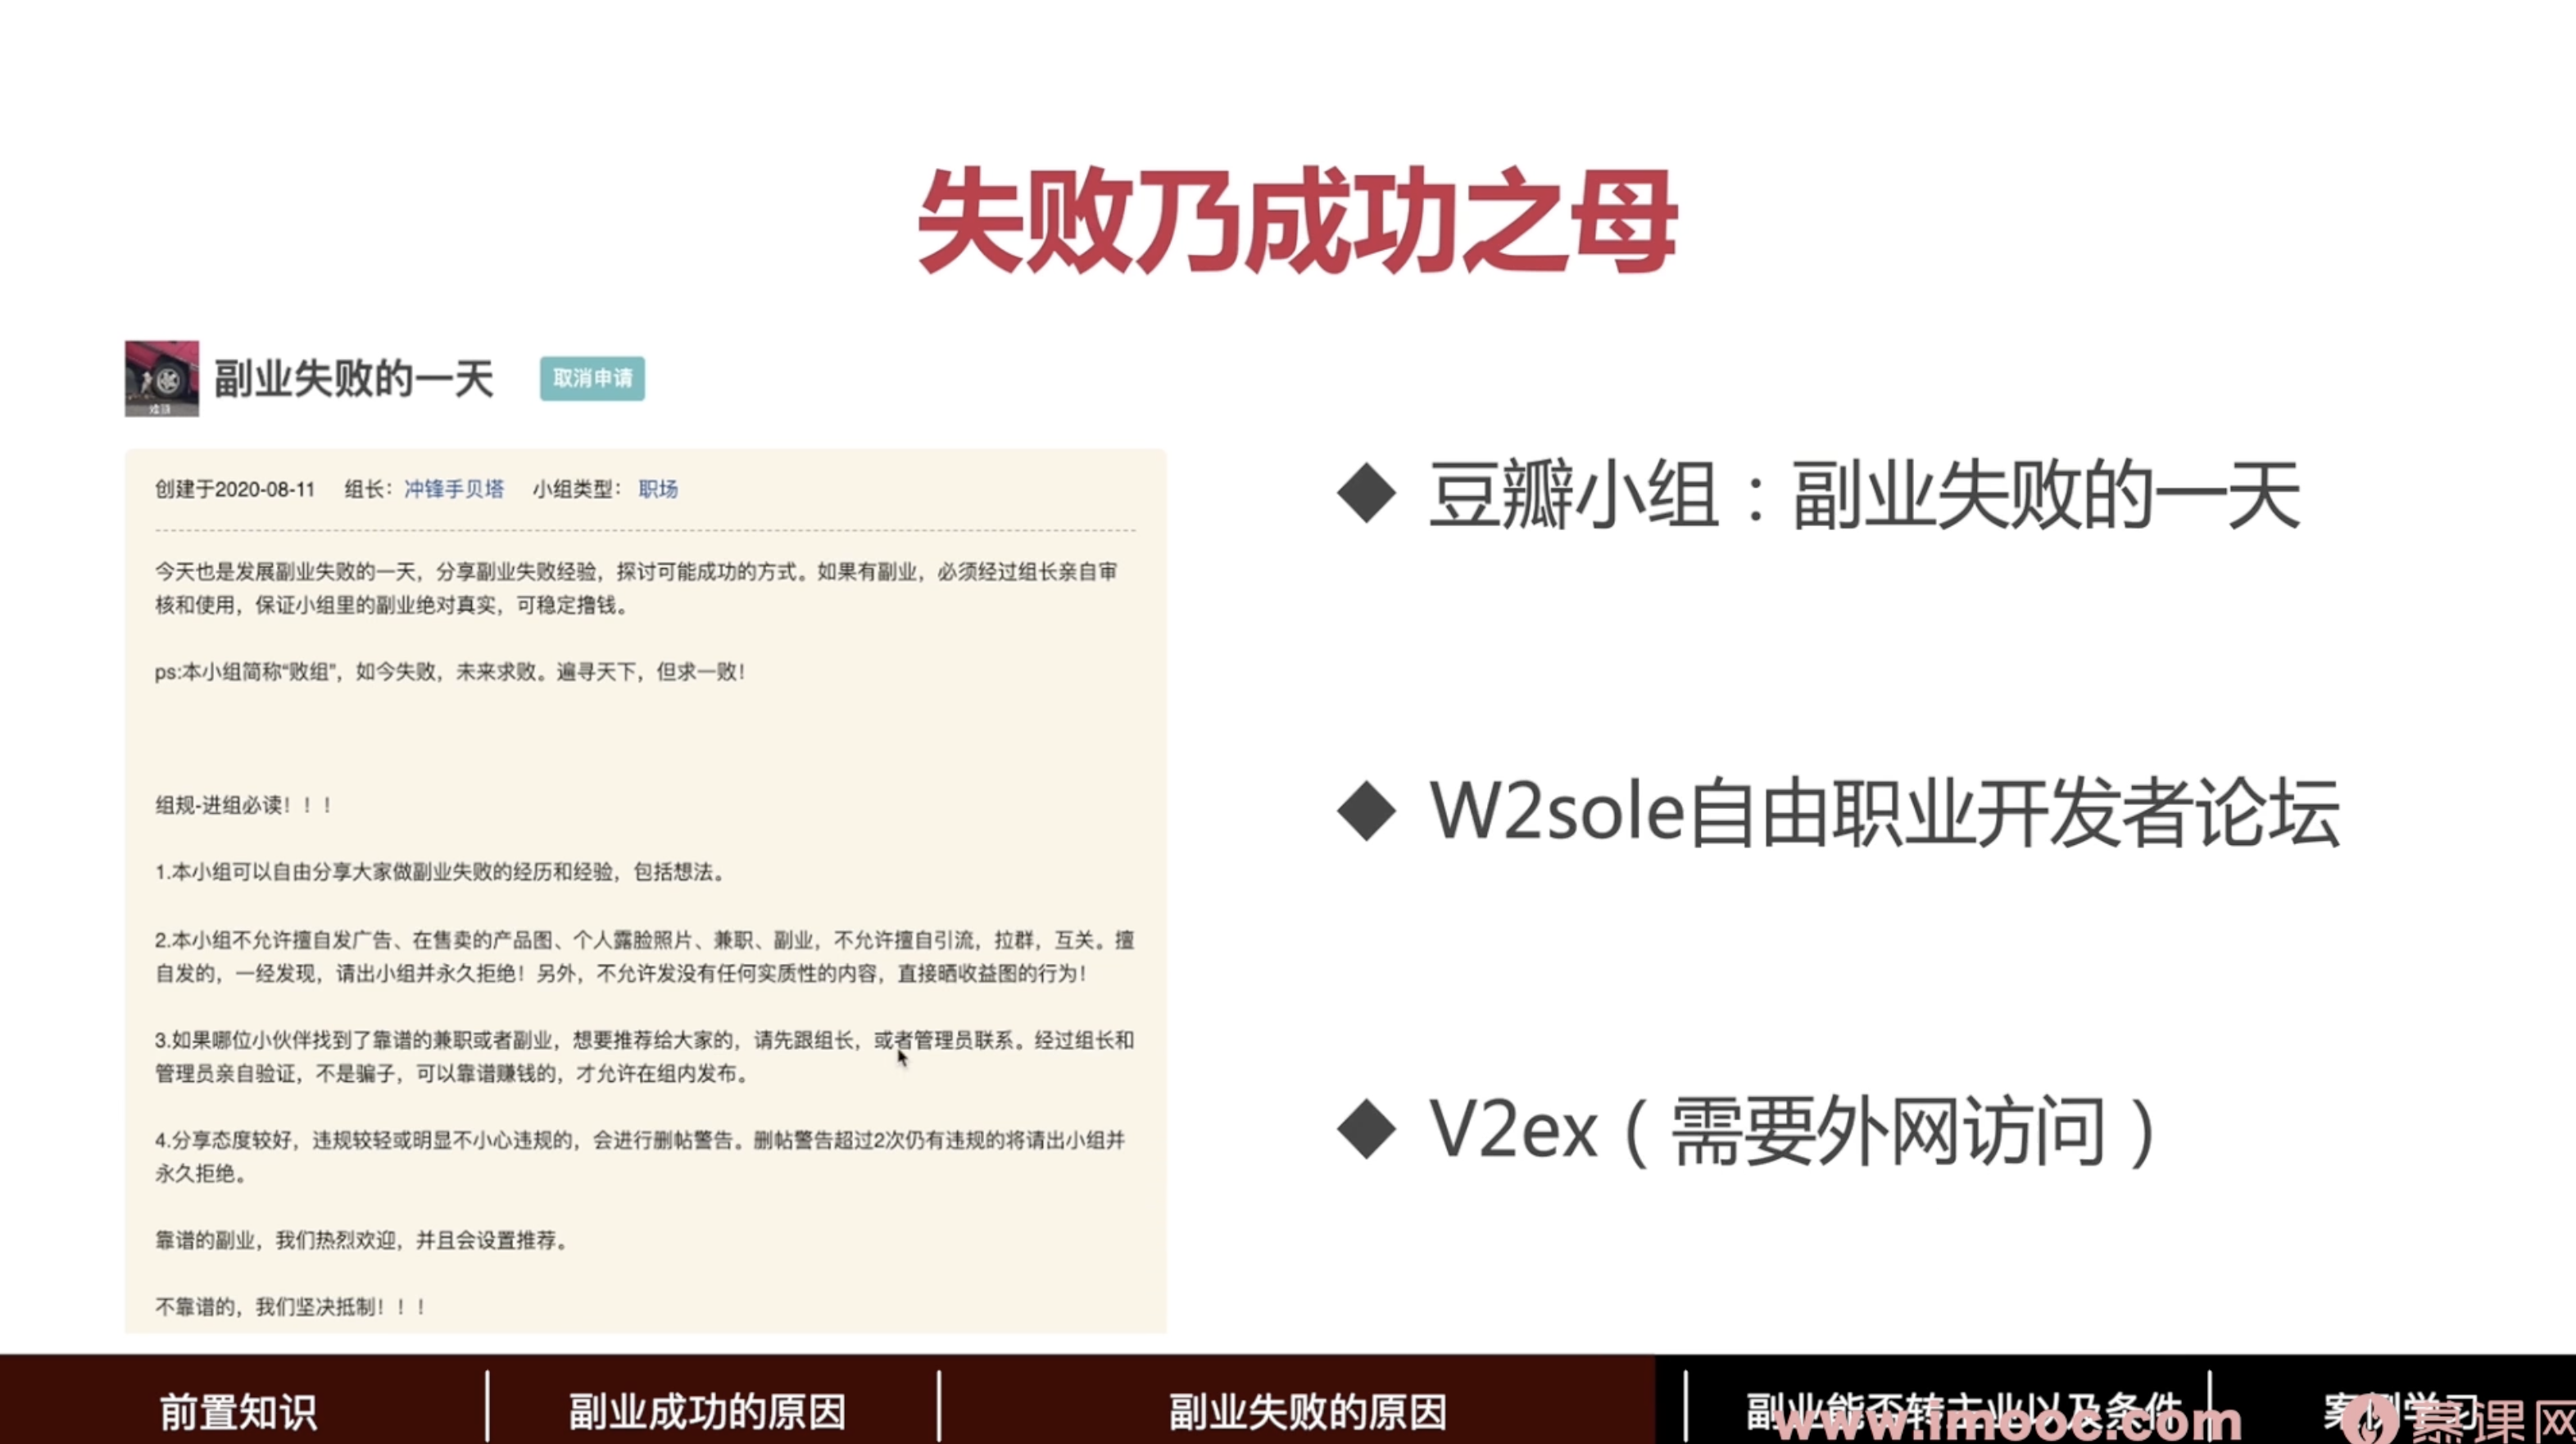 失败乃成功之母
副业失败的一天
取消申请
创建于2020-08-11 组长：冲锋手贝塔 小组类型：职场
今天也是发展副业失败的一天，分享副业失败经验，探讨可能成功的方式。如果有副业，必须经过组长亲自审
核和使用，保证小组里的副业绝对真实，可稳定撸钱。
ps:本小组简称“败组”，如今失败，未来求败。遍寻天下，但求一败！
组规-进组必读！！！
1.本小组可以自由分享大家做副业失败的经历和经验，包括想法。
2.本小组不允许擅自发广告、在售卖的产品图、个人露脸照片、兼职、副业，不允许擅自引流，拉群，互关。擅
自发的，一经发现，请出小组并永久拒绝！另外，不允许发没有任何实质性的内容，直接晒收益图的行为！
3.如果哪位小伙伴找到了靠谱的兼职或者副业，想要推荐给大家的，请先跟组长，或者管理员联系。经过组长和
管理员亲自验证，不是骗子，可以靠谱赚钱的，才允许在组内发布。
4.分享态度较好，违规较轻或明显不小心违规的，会进行删帖警告。删帖警告超过2次仍有违规的将请出小组并
永久拒绝。
靠谱的副业，我们热烈欢迎，并且会设置推荐。
不靠谱的，我们坚决抵制！！！
◆ 豆瓣小组：副业失败的一天
◆ W2sole自由职业开发者论坛
◆ V2ex（需要外网访问）
前置知识
副业成功的原因
副业失败的原因
副业能否转主业以及条件
案例学习
www.imooc.com
慕课网